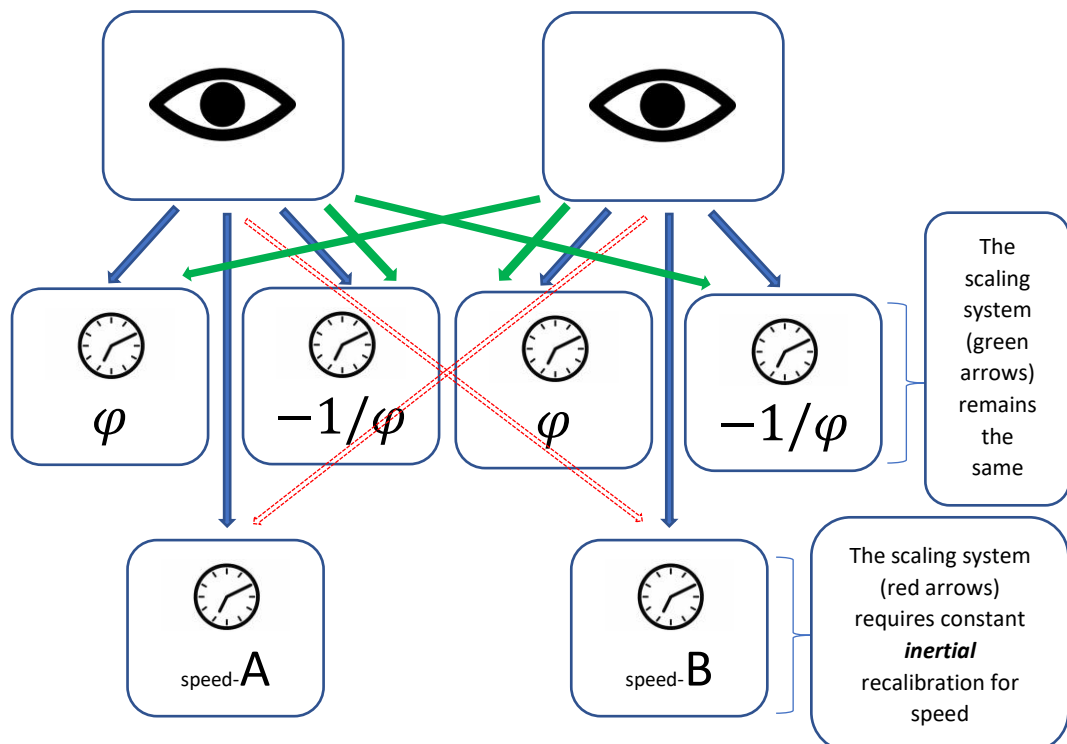 φ
−1/φ
φ
−1/φ
The
scaling
system
(green
arrows)
remains
the
same
speed-A
speed-B
The scaling system
(red arrows)
requires constant
inertial
recalibration for
speed